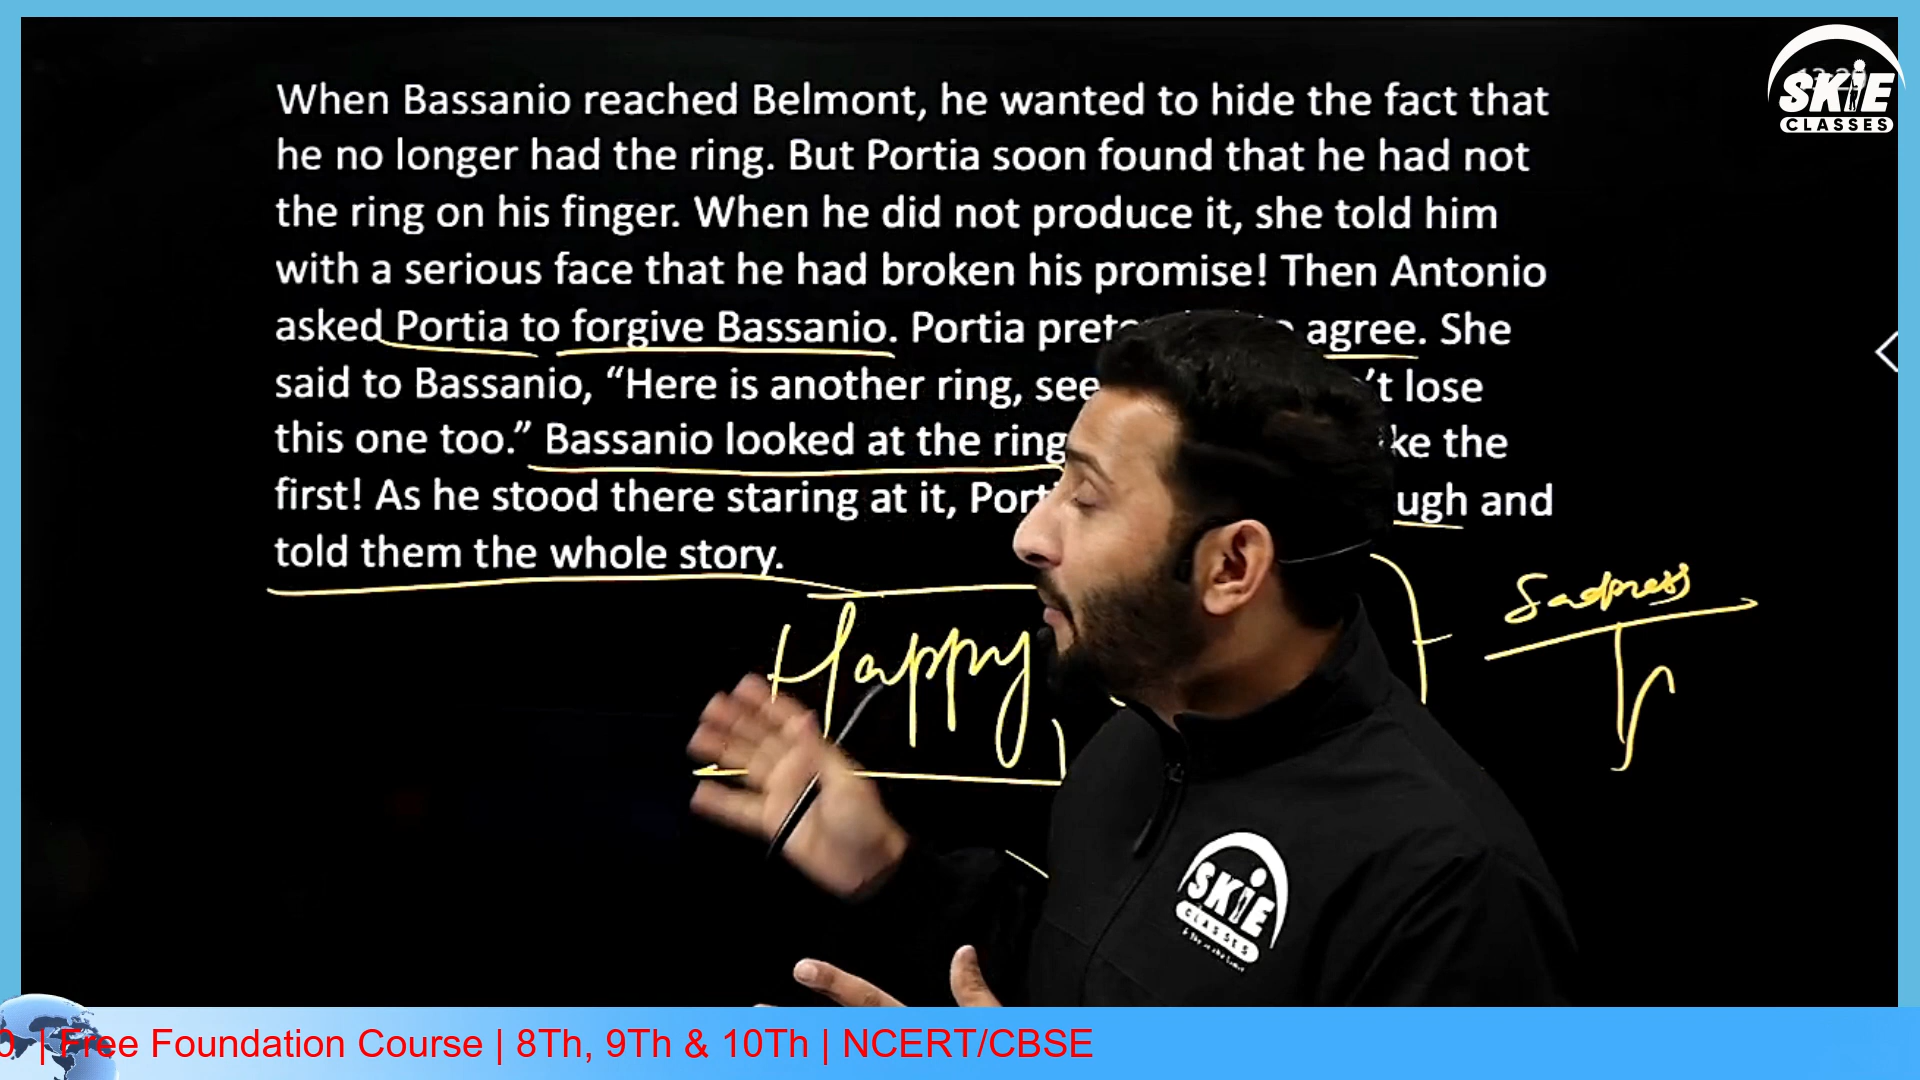 When Bassanio reached Belmont, he wanted to hide the fact that
he no longer had the ring. But Portia soon found that he had not
the ring on his finger. When he did not produce it, she told him
with a serious face that he had broken his promise! Then Antonio
asked Portia to forgive Bassanio. Portia agree. She
said to Bassanio, “Here is another ring, see 't lose
this one too.” Bassanio looked at the ring the
first! As he stood there staring at it, and
told them the whole story.
SKIE
CLASSES
Happy
Sadness
SKIE
CLASSES
| Free Foundation Course | 8Th, 9Th & 10Th | NCERT/CBSE